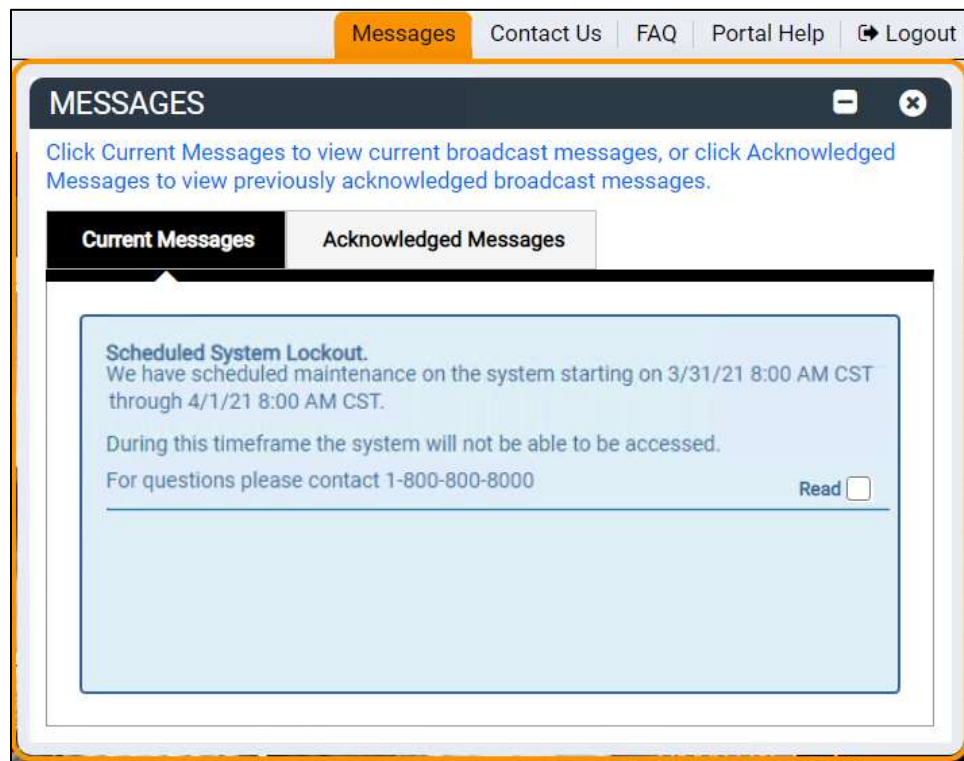 Messages Contact Us FAQ Portal Help Logout
MESSAGES
Click Current Messages to view current broadcast messages, or click Acknowledged
Messages to view previously acknowledged broadcast messages.
Current Messages Acknowledged Messages
Scheduled System Lockout.
We have scheduled maintenance on the system starting on 3/31/21 8:00 AM CST
through 4/1/21 8:00 AM CST.
During this timeframe the system will not be able to be accessed.
For questions please contact 1-800-800-8000
Read